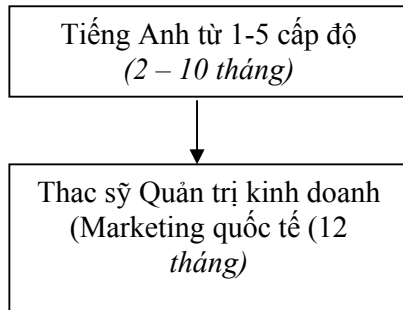 Tiếng Anh từ 1-5 cấp độ
(2 – 10 tháng)
Thac sỹ Quản trị kinh doanh
(Marketing quốc tế (12
tháng)